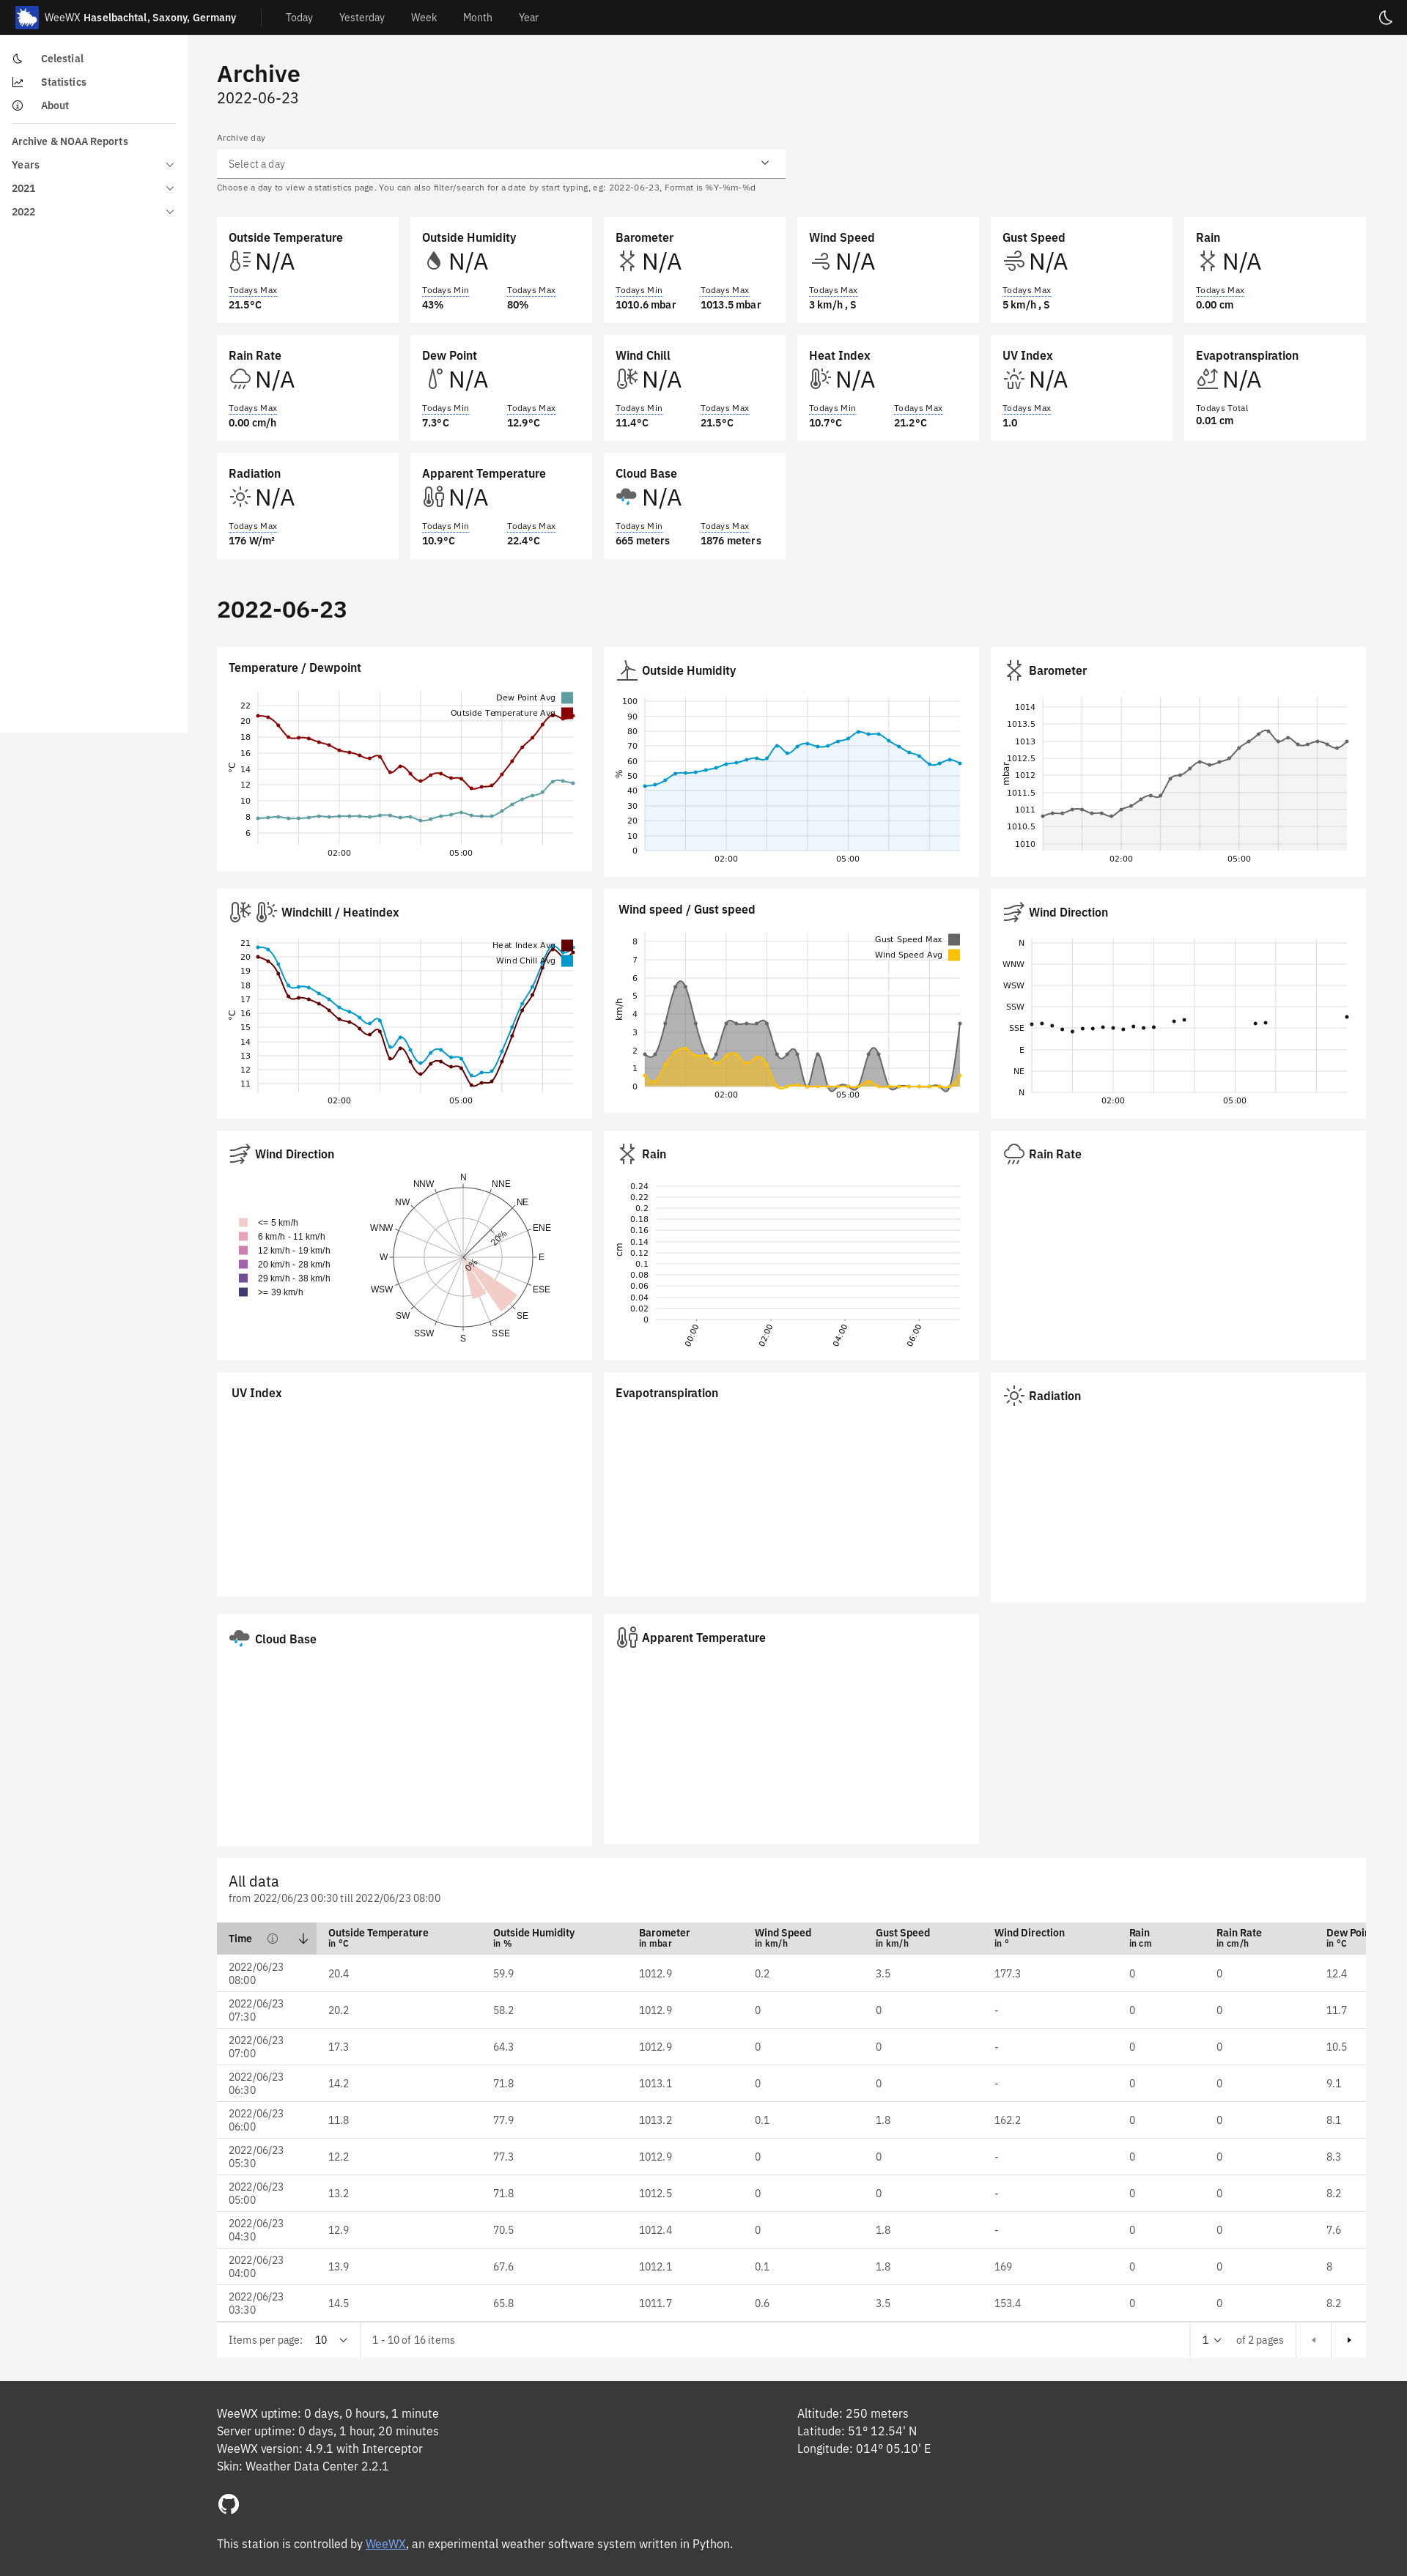 WeeWX Haselbachtal, Saxony, Germany Today Yesterday Week Month Year
Celestial
Statistics
About
Archive & NOAA Reports
Years
2021
2022
Archive
2022-06-23
Archive day
Select a day
Choose a day to view a statistics page. You can also filter/search for a date by start typing, eg: 2022-06-23, Format is %Y-%m-%d
Outside Temperature
N/A
Todays Max
21.5°C
Outside Humidity
N/A
Todays Min Todays Max
43% 80%
Barometer
N/A
Todays Min Todays Max
1010.6 mbar 1013.5 mbar
Wind Speed
N/A
Todays Max
3 km/h , S
Gust Speed
N/A
Todays Max
5 km/h , S
Rain
N/A
Todays Max
0.00 cm
Rain Rate
N/A
Todays Max
0.00 cm/h
Dew Point
N/A
Todays Min Todays Max
7.3°C 12.9°C
Wind Chill
N/A
Todays Min Todays Max
11.4°C 21.5°C
Heat Index
N/A
Todays Min Todays Max
10.7°C 21.2°C
UV Index
N/A
Todays Max
1.0
Evapotranspiration
N/A
Todays Total
0.01 cm
Radiation
N/A
Todays Max
176 W/m²
Apparent Temperature
N/A
Todays Min Todays Max
10.9°C 22.4°C
Cloud Base
N/A
Todays Min Todays Max
665 meters 1876 meters
2022-06-23
Temperature / Dewpoint
Dew Point Avg
Outside Temperature Avg
22
20
18
16
14
12
10
8
6
°C
02:00 05:00
Outside Humidity
100
90
80
70
60
50
40
30
20
10
0
%
02:00 05:00
Barometer
1014
1013.5
1013
1012.5
1012
1011.5
1011
1010.5
1010
mbar
02:00 05:00
Windchill / Heatindex
Heat Index Avg
Wind Chill Avg
21
20
19
18
17
16
15
14
13
12
11
°C
02:00 05:00
Wind speed / Gust speed
Gust Speed Max
Wind Speed Avg
8
7
6
5
4
3
2
1
0
km/h
02:00 05:00
Wind Direction
N
WNW
WSW
SSW
SSE
E
NE
N
02:00 05:00
Wind Direction
<= 5 km/h
6 km/h - 11 km/h
12 km/h - 19 km/h
20 km/h - 28 km/h
29 km/h - 38 km/h
>= 39 km/h
N
NNE
NE
ENE
E
ESE
SE
SSE
S
SSW
SW
WSW
W
WNW
NW
NNW
20%
0%
Rain
0.24
0.22
0.2
0.18
0.16
0.14
0.12
0.1
0.08
0.06
0.04
0.02
0
cm
00:00 02:00 04:00 06:00
Rain Rate
UV Index
Evapotranspiration
Radiation
Cloud Base
Apparent Temperature
All data
from 2022/06/23 00:30 till 2022/06/23 08:00
Time Outside Temperature Outside Humidity Barometer Wind Speed Gust Speed Wind Direction Rain Rain Rate Dew Poin
in °C in % in mbar in km/h in km/h in ° in cm in cm/h in °C
2022/06/23 08:00 20.4 59.9 1012.9 0.2 3.5 177.3 0 0 12.4
2022/06/23 07:30 20.2 58.2 1012.9 0 0 - 0 0 11.7
2022/06/23 07:00 17.3 64.3 1012.9 0 0 - 0 0 10.5
2022/06/23 06:30 14.2 71.8 1013.1 0 0 - 0 0 9.1
2022/06/23 06:00 11.8 77.9 1013.2 0.1 1.8 162.2 0 0 8.1
2022/06/23 05:30 12.2 77.3 1012.9 0 0 - 0 0 8.3
2022/06/23 05:00 13.2 71.8 1012.5 0 0 - 0 0 8.2
2022/06/23 04:30 12.9 70.5 1012.4 0 1.8 - 0 0 7.6
2022/06/23 04:00 13.9 67.6 1012.1 0.1 1.8 169 0 0 8
2022/06/23 03:30 14.5 65.8 1011.7 0.6 3.5 153.4 0 0 8.2
Items per page: 10 1 - 10 of 16 items 1 of 2 pages
WeeWX uptime: 0 days, 0 hours, 1 minute
Server uptime: 0 days, 1 hour, 20 minutes
WeeWX version: 4.9.1 with Interceptor
Skin: Weather Data Center 2.2.1
Altitude: 250 meters
Latitude: 51° 12.54' N
Longitude: 014° 05.10' E
This station is controlled by WeeWX, an experimental weather software system written in Python.